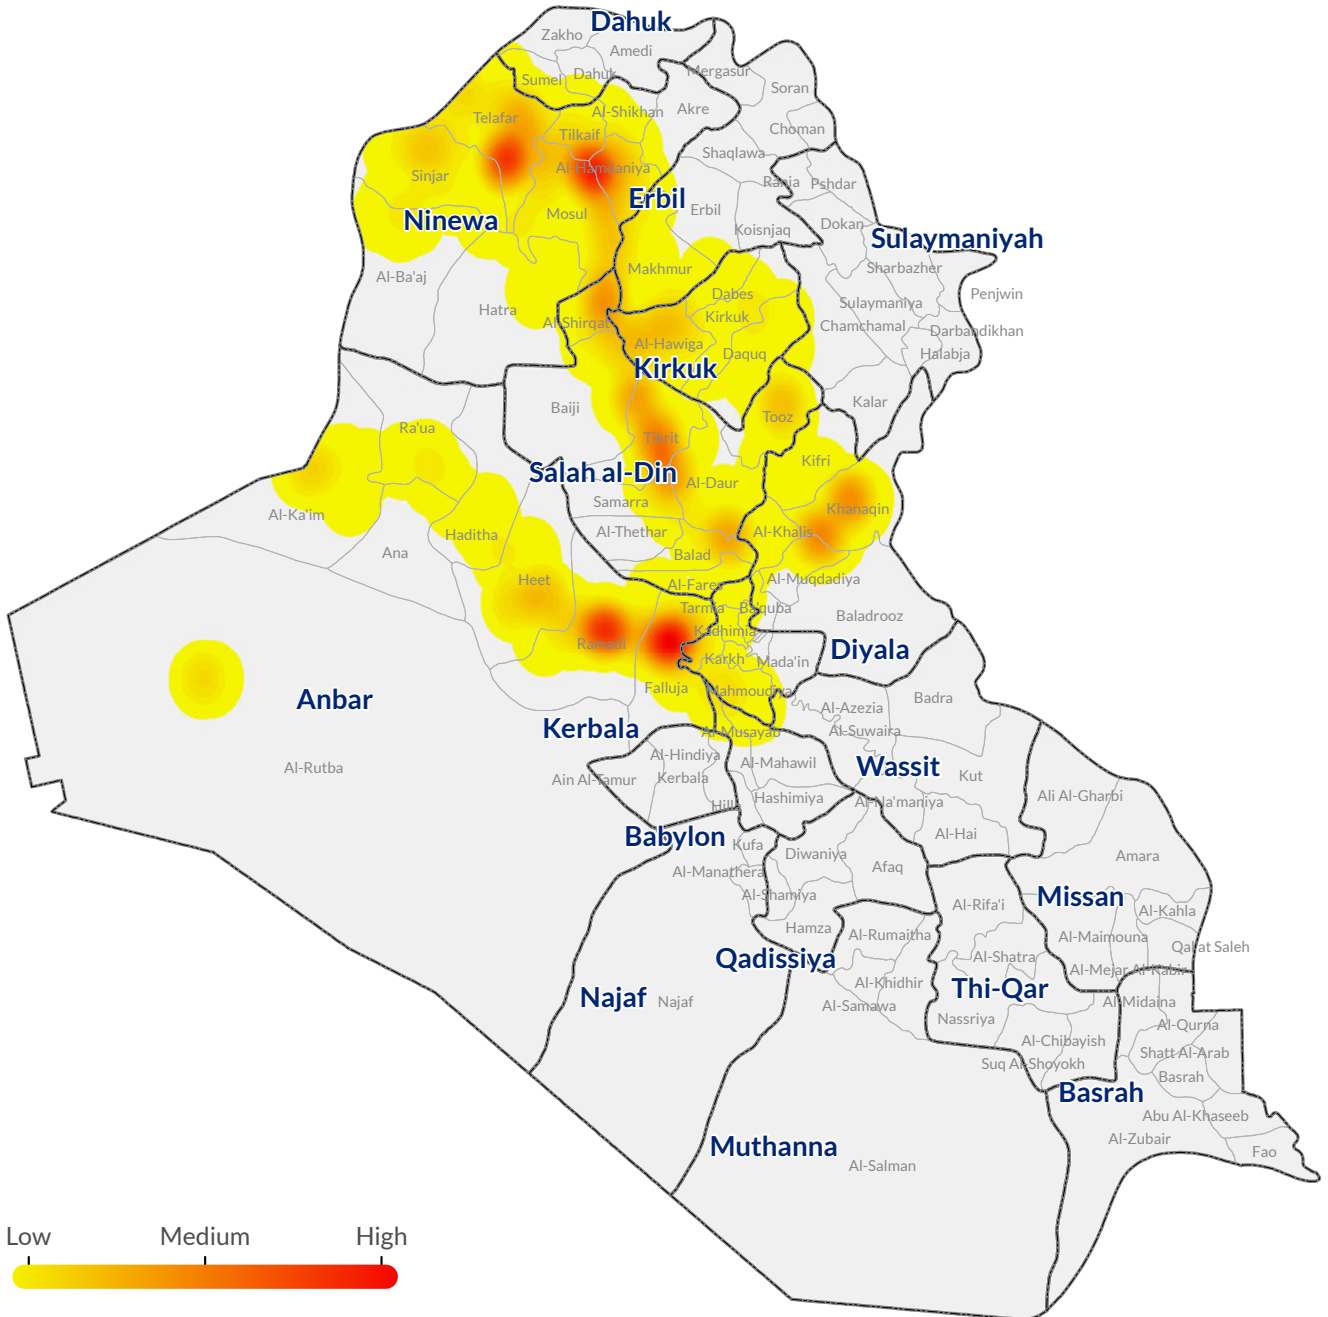 Dahuk
Zakho
Amedi
Sumel
Dahuk
Mergasur
Soran
Telafar
Al-Shikhan
Akre
Choman
Tilkaif
Shaqlawa
Sinjar
Al-Hamdaniya
Rania
Pshdar
Erbil
Ninewa
Mosul
Erbil
Koisnjaq
Dokan
Sulaymaniyah
Al-Ba'aj
Makhmur
Sharbazher
Hatra
Dabes
Penjwin
Al-Shirqat
Kirkuk
Sulaymaniya
Chamchamal
Darbandikhan
Al-Hawiga
Daquq
Halabja
Kirkuk
Baiji
Tooz
Kalar
Ra'ua
Tikrit
Salah al-Din
Kifri
Al-Daur
Al-Ka'im
Samarra
Khanaqin
Haditha
Al-Thethar
Al-Khalis
Ana
Balad
Heet
Al-Fares
Al-Muqdadiya
Tarmia
Ba'quba
Baladrooz
Ramadi
Kadhimia
Karkh
Mada'in
Diyala
Anbar
Falluja
Mahmoudiya
Badra
Kerbala
Al-Azezia
Al-Musayab
Al-Suwaira
Al-Rutba
Ain Al-Tamur
Al-Hindiya
Kerbala
Al-Mahawil
Wassit
Kut
Hilla
Hashimiya
Al-Na'maniya
Ali Al-Gharbi
Babylon
Kufa
Al-Hai
Al-Manathera
Diwaniya
Afaq
Amara
Al-Shamiya
Missan
Al-Rifa'i
Al-Kahla
Hamza
Al-Rumaitha
Al-Maimouna
Qal'at Saleh
Qadissiya
Al-Shatra
Al-Mejar Al-Kabir
Najaf
Najaf
Al-Khidhir
Thi-Qar
Al-Samawa
Nassriya
Al-Midaina
Al-Qurna
Al-Chibayish
Shatt Al-Arab
Suq Al-Shoyokh
Basrah
Basrah
Abu Al-Khaseeb
Muthanna
Al-Salman
Al-Zubair
Fao
Low Medium High